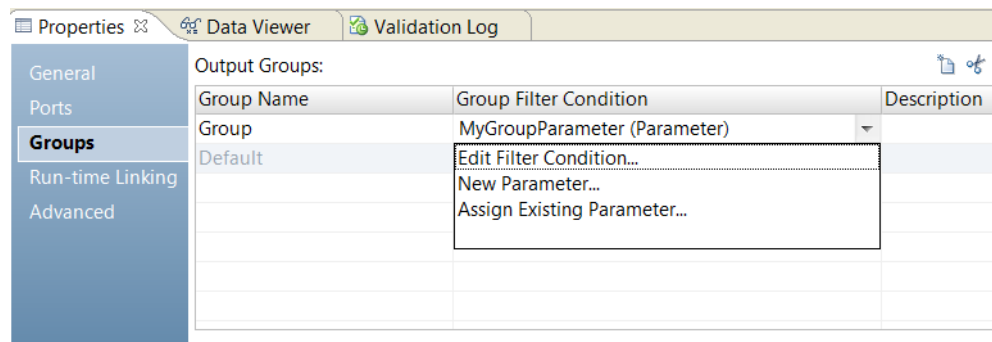 Properties Data Viewer Validation Log
General
Ports
Groups
Run-time Linking
Advanced
Output Groups:
Group Name Group Filter Condition Description
Group MyGroupParameter (Parameter)
Default
Edit Filter Condition...
New Parameter...
Assign Existing Parameter...